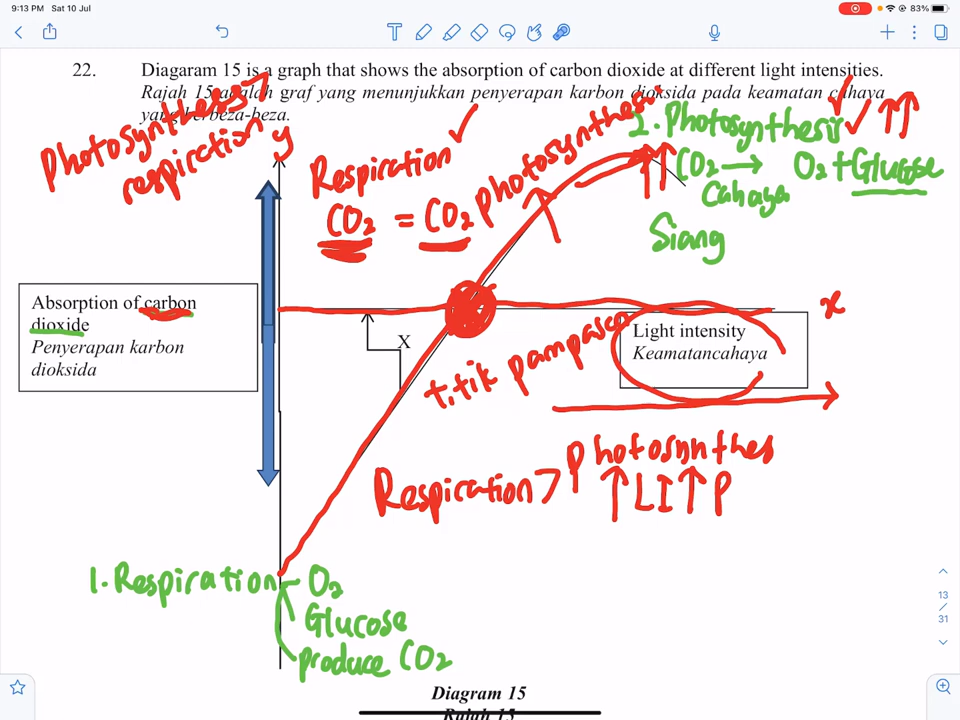 9:13 PM Sat 10 Jul
83%
22. Diagaram 15 is a graph that shows the absorption of carbon dioxide at different light intensities.
Rajah 15 adalah graf yang menunjukkan penyerapan karbon dioksida pada keamatan cahaya
yang berbeza-beza.
Photosynthesis >
respiration
y
Respiration
CO2 = CO2 photosynthesis
2. Photosynthesis
CO2 → O2 + Glucose
Cahaya
Siang
Absorption of carbon
dioxide
Penyerapan karbon
dioksida
x
Light intensity
Keamatancahaya
X
titik pampasan
Respiration > Photosynthes
↑ LI ↑ P
1. Respiration - O2
Glucose
produce CO2
Diagram 15
Rajah 15
13
/
31